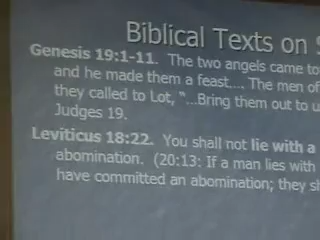 Biblical Texts on S
Genesis 19:1-11. The two angels came to
and he made them a feast.... The men of
they called to Lot, "...Bring them out to u
Judges 19.
Leviticus 18:22. You shall not lie with a
abomination. (20:13: If a man lies with
have committed an abomination; they sh